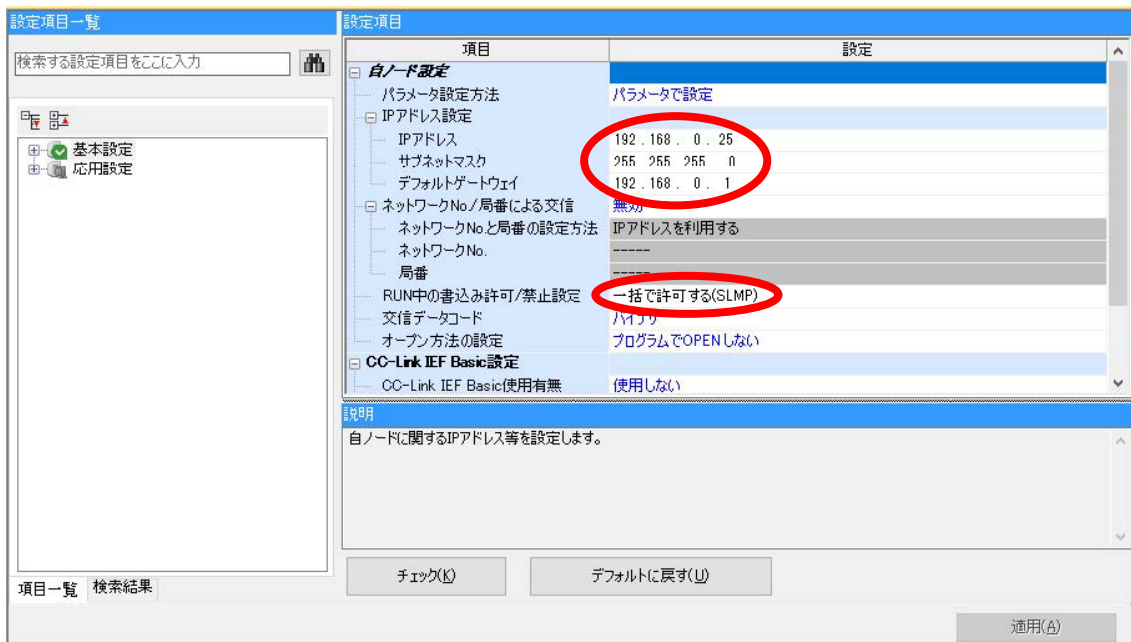 設定項目一覧
検索する設定項目をここに入力
基本設定
応用設定
項目一覧 検索結果
設定項目
項目 設定
自ノード設定
パラメータ設定方法 パラメータで設定
IPアドレス設定
IPアドレス 192 . 168 . 0 . 25
サブネットマスク 255 255 255 0
デフォルトゲートウェイ 192 . 168 . 0 . 1
ネットワークNo./局番による交信 無効
ネットワークNo.と局番の設定方法 IPアドレスを利用する
ネットワークNo. -----
局番 -----
RUN中の書込み許可/禁止設定 一括で許可する(SLMP)
交信データコード バイナリ
オープン方法の設定 プログラムでOPENしない
CC-Link IEF Basic設定
CC-Link IEF Basic使用有無 使用しない
説明
自ノードに関するIPアドレス等を設定します。
チェック(K) デフォルトに戻す(U)
適用(A)